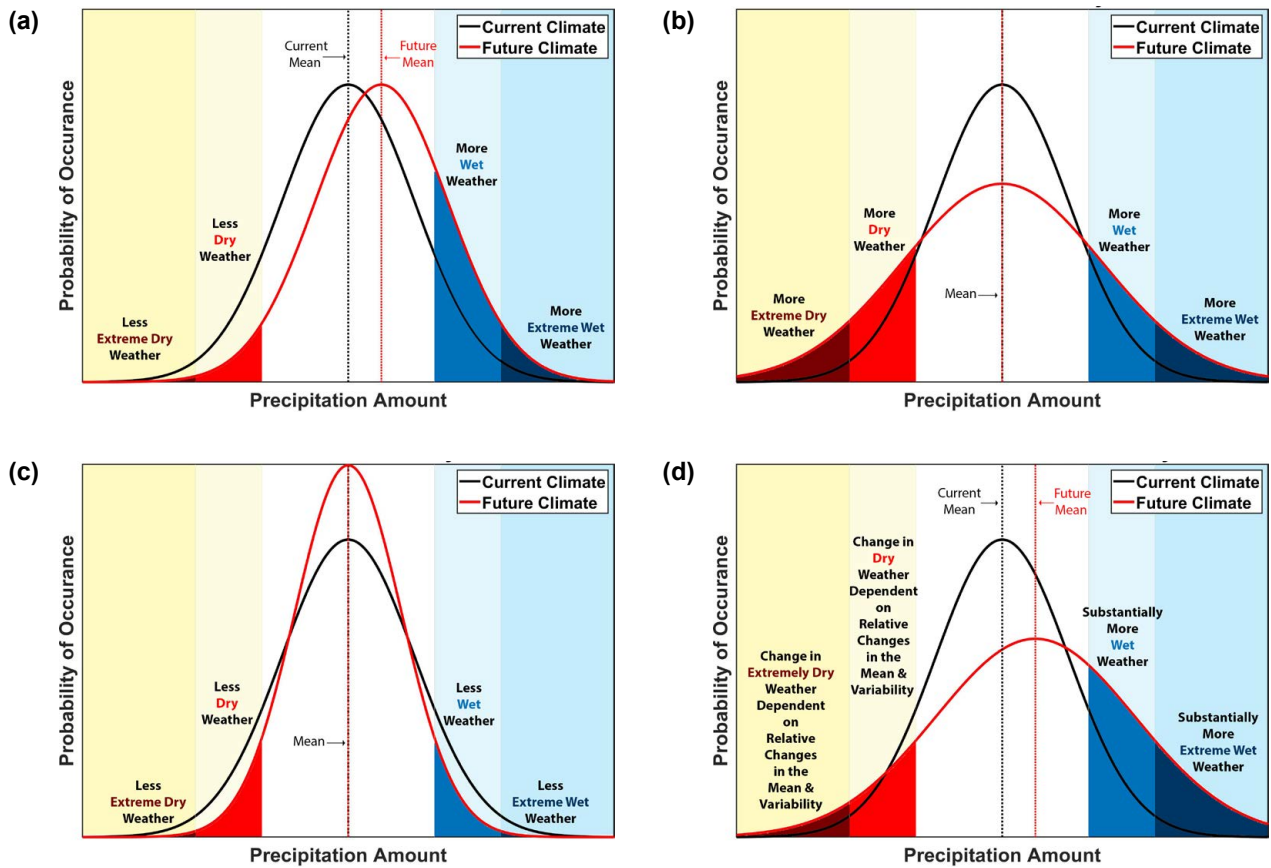 (a)
Current Climate
Future Climate
Current
Mean
Future
Mean
More
Wet
Weather
Less
Dry
Weather
Less
Extreme Dry
Weather
More
Extreme Wet
Weather
Probability of Occurance
Precipitation Amount
(b)
Current Climate
Future Climate
More
Dry
Weather
More
Wet
Weather
Mean
More
Extreme Dry
Weather
More
Extreme Wet
Weather
Probability of Occurance
Precipitation Amount
(c)
Current Climate
Future Climate
Less
Dry
Weather
Less
Wet
Weather
Mean
Less
Extreme Dry
Weather
Less
Extreme Wet
Weather
Probability of Occurance
Precipitation Amount
(d)
Current Climate
Future Climate
Current
Mean
Future
Mean
Change in
Dry
Weather
Dependent
on
Relative
Changes
in the
Mean &
Variability
Substantially
More
Wet
Weather
Change in
Extremely Dry
Weather
Dependent
on
Relative
Changes
in the
Mean &
Variability
Substantially
More
Extreme Wet
Weather
Probability of Occurance
Precipitation Amount